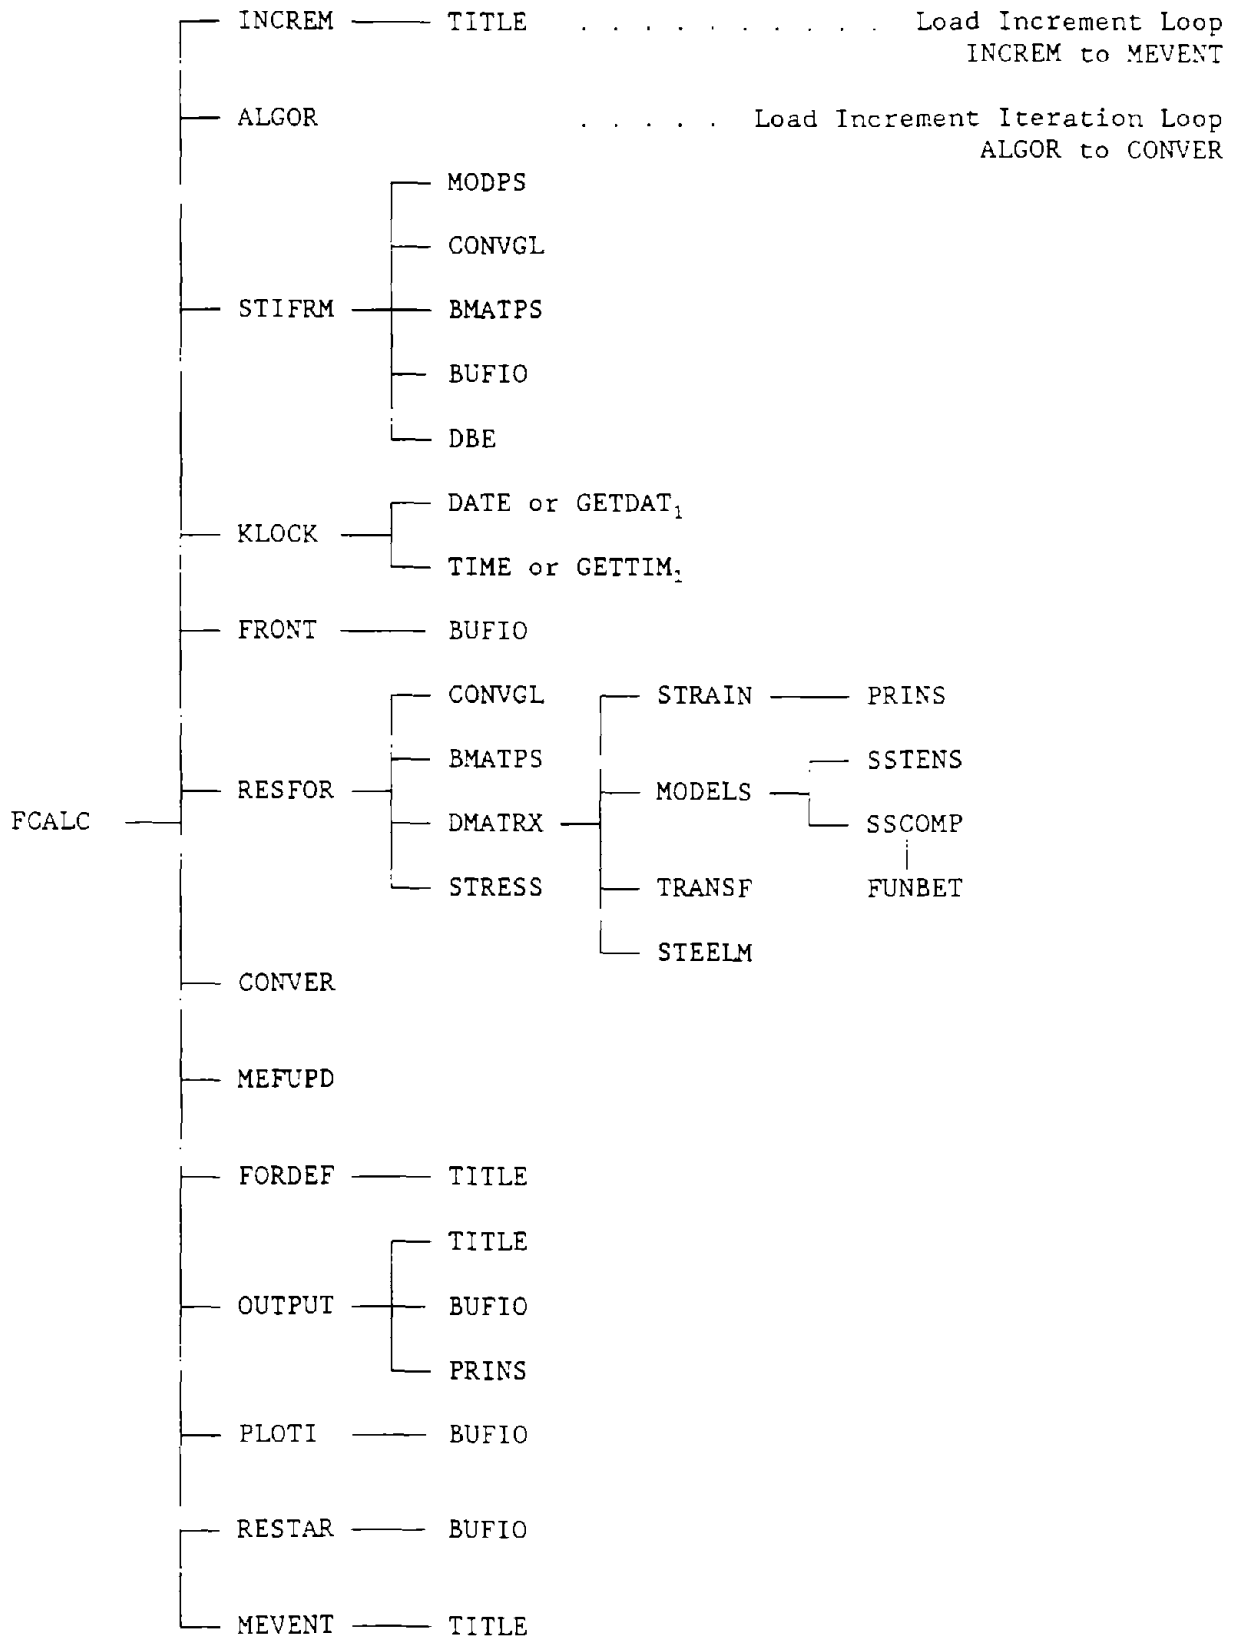 INCREM TITLE . . . . . . . . . . Load Increment Loop
INCREM to MEVENT
ALGOR . . . . . Load Increment Iteration Loop
ALGOR to CONVER
MODPS
CONVGL
STIFRM BMATPS
BUFIO
DBE
DATE or GETDAT₁
KLOCK
TIME or GETTIM₁
FRONT BUFIO
CONVGL STRAIN PRINS
BMATPS SSTENS
RESFOR MODELS
FCALC DMATRX SSCOMP
STRESS TRANSF FUNBET
STEELM
CONVER
MEFUPD
FORDEF TITLE
TITLE
OUTPUT BUFIO
PRINS
PLOTI BUFIO
RESTAR BUFIO
MEVENT TITLE